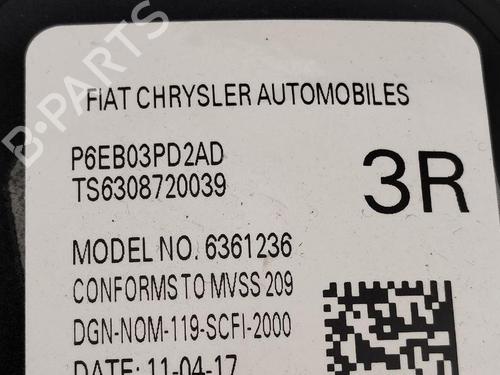 B-PARTS
FIAT CHRYSLER AUTOMOBILES
P6EB03PD2AD
TS6308720039
3R
MODEL NO. 6361236
CONFORMS TO MVSS 209
DGN-NOM-119-SCFI-2000
DATE: 11-04-17